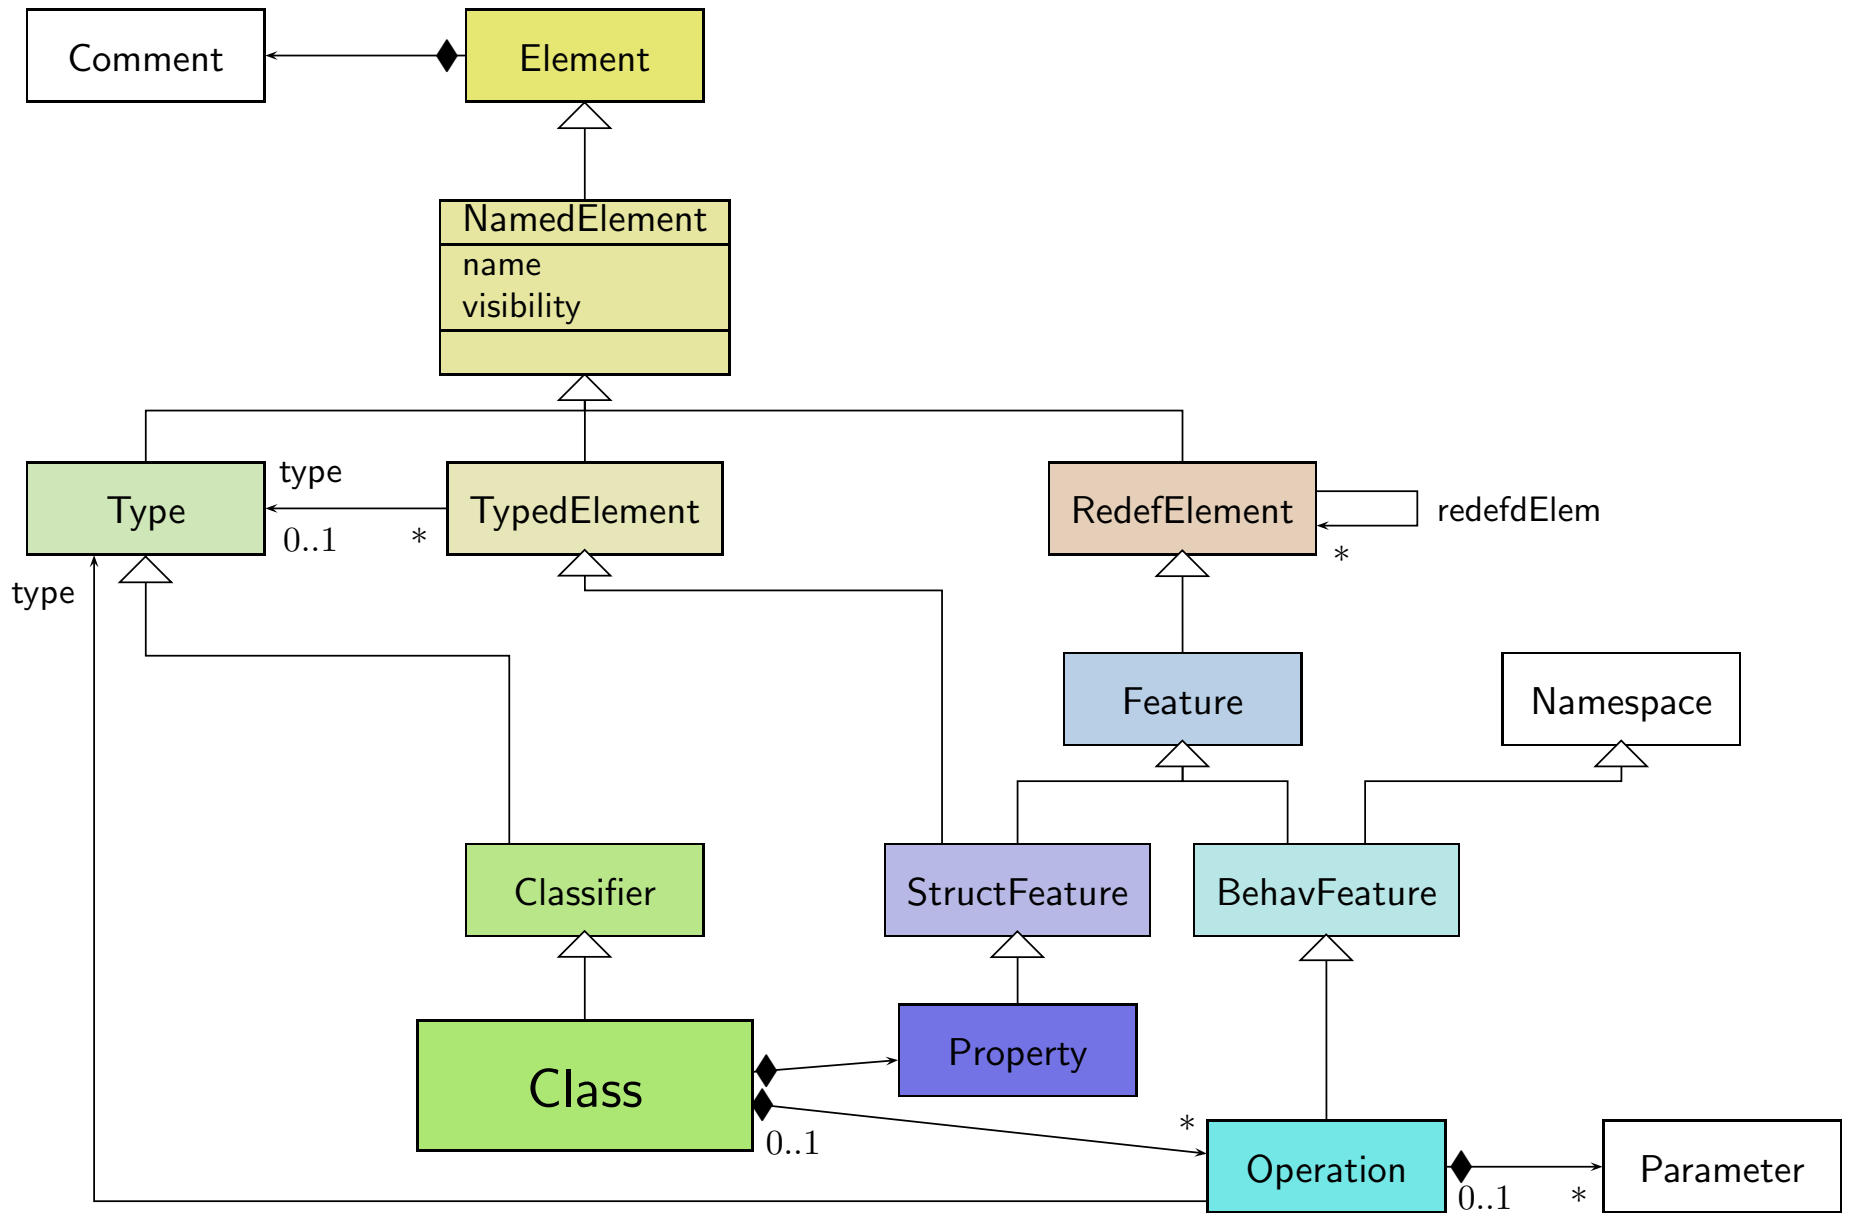 Comment
Element
NamedElement
name
visibility
type
Type
TypedElement
RedefElement
redefdElem
0..1
*
*
type
Feature
Namespace
Classifier
StructFeature
BehavFeature
Property
Class
*
0..1
Operation
Parameter
0..1
*